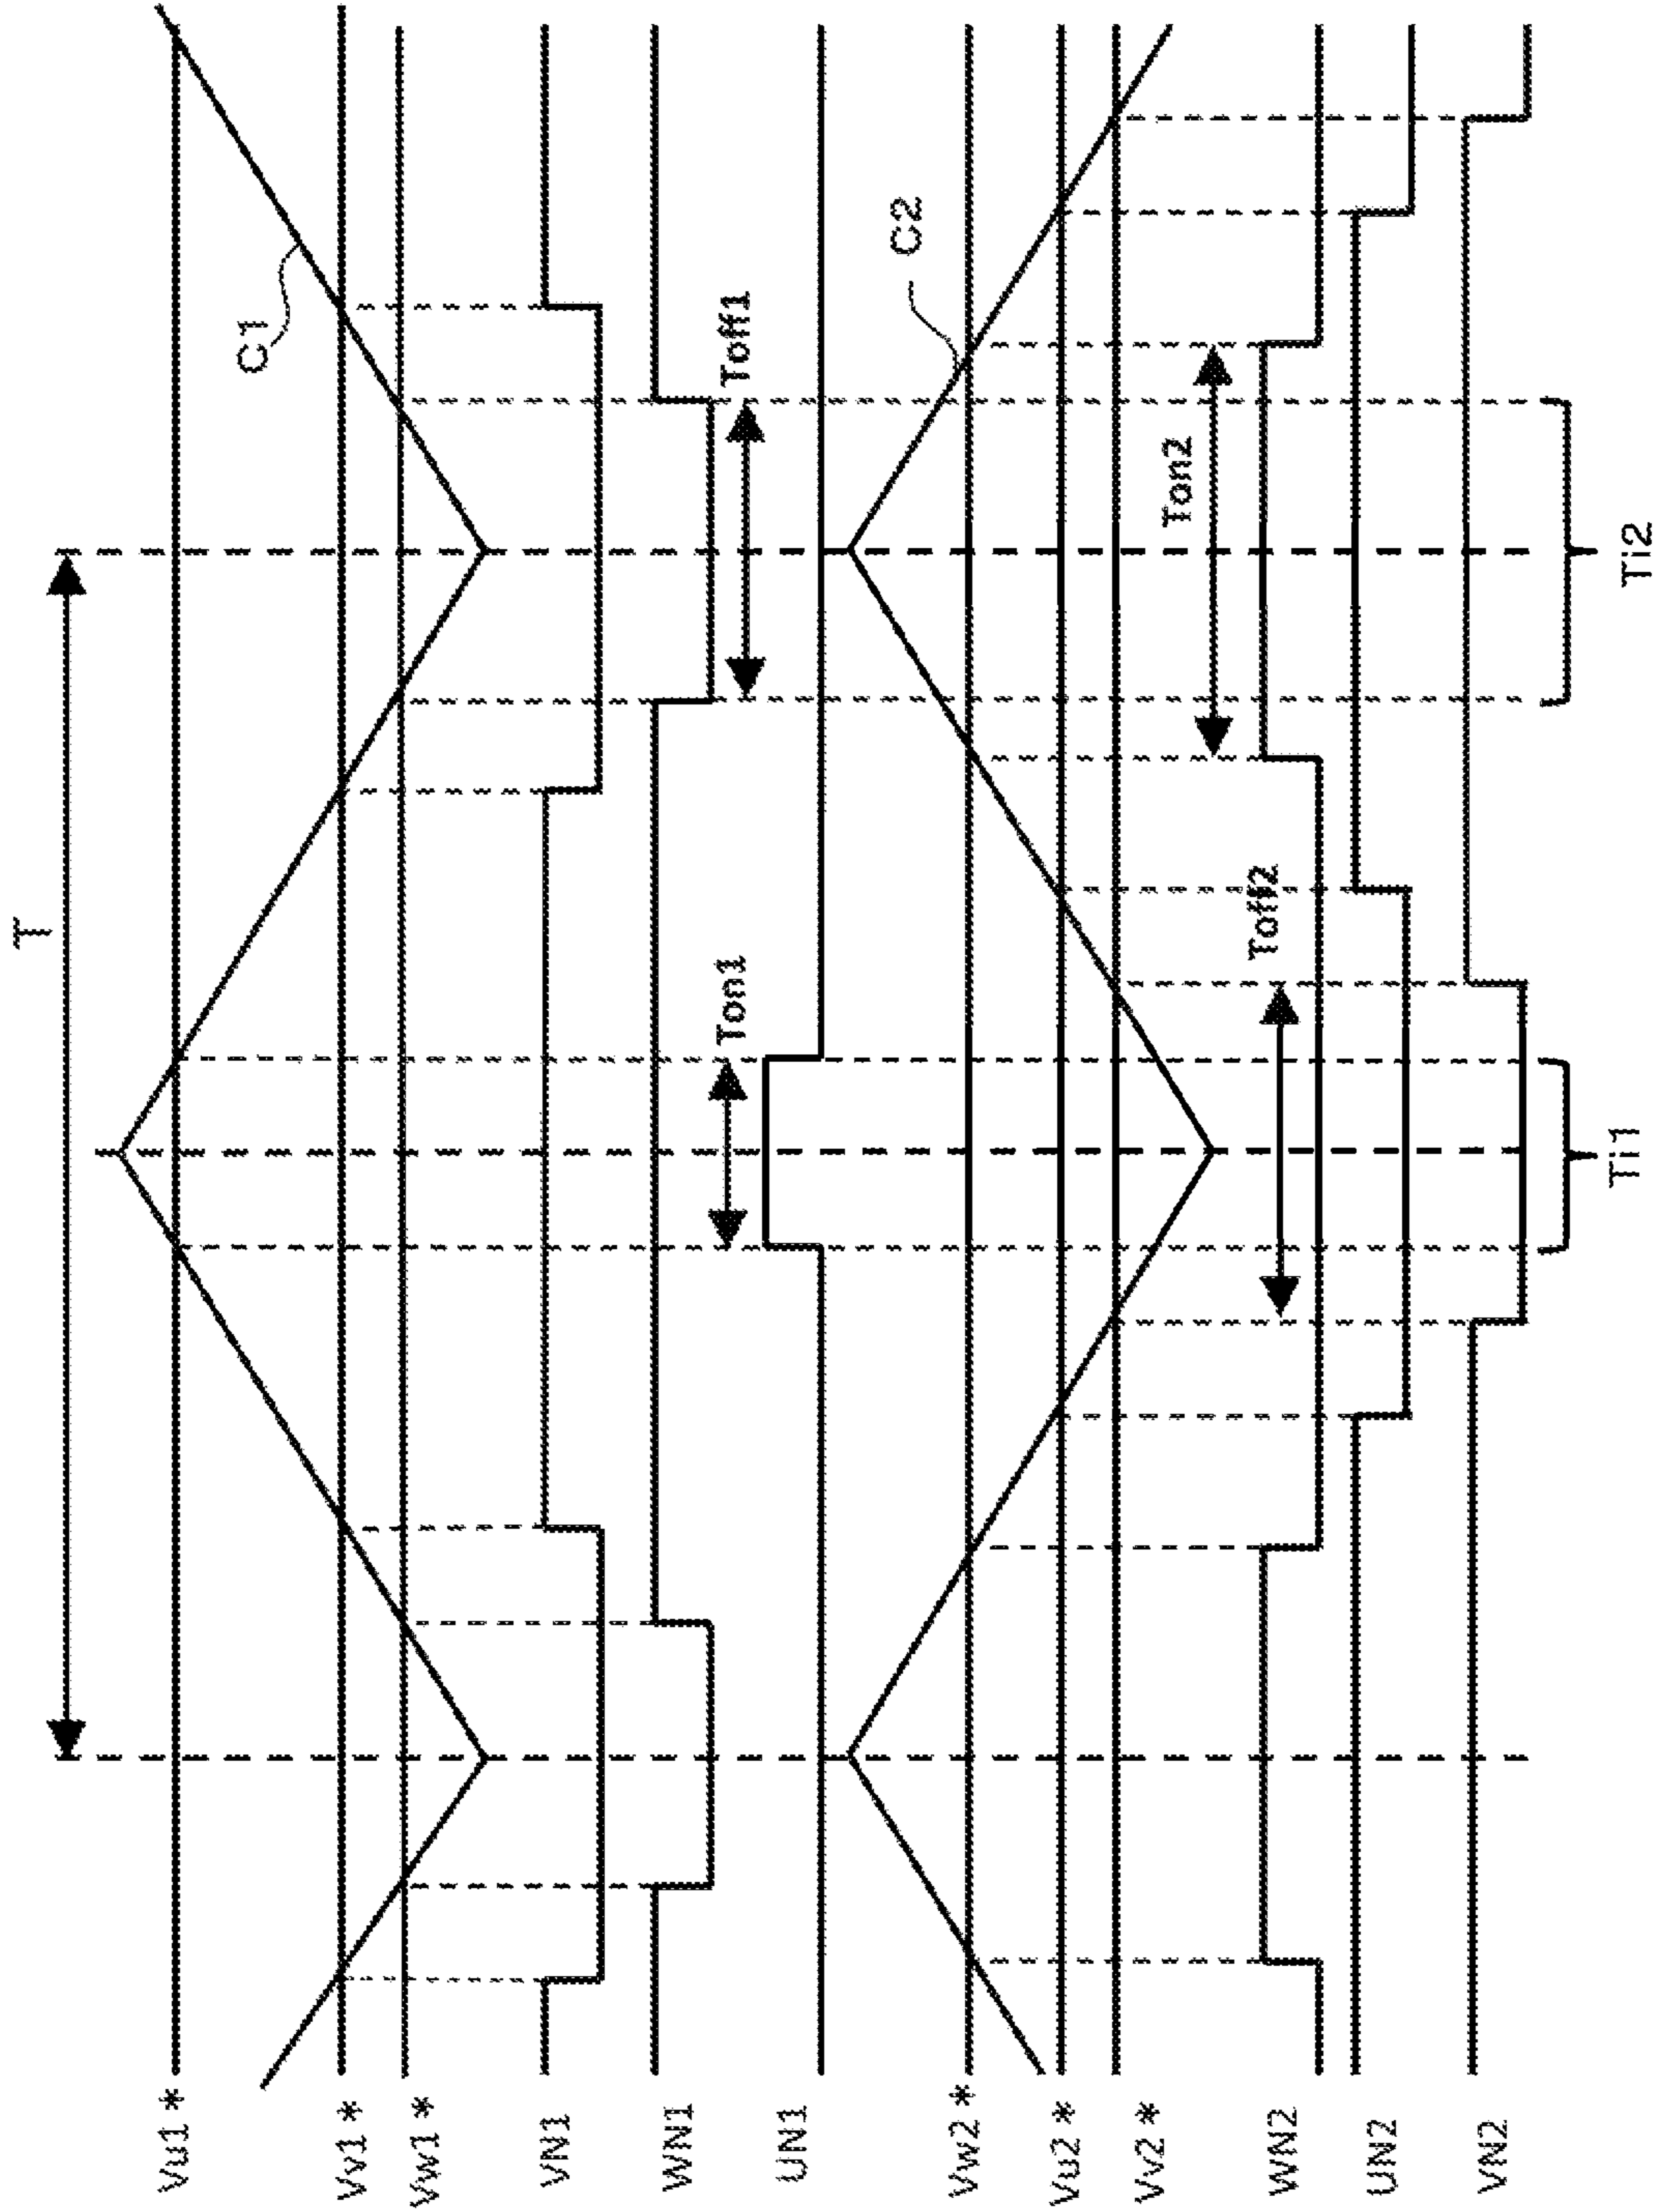 T
Vu1*
C1
Vv1*
Vw1*
VN1
WN1
Ton1
Toff1
UN1
C2
Vw2*
Vu2*
Vv2*
Ton2
Toff2
WN2
UN2
VN2
Ti1
Ti2